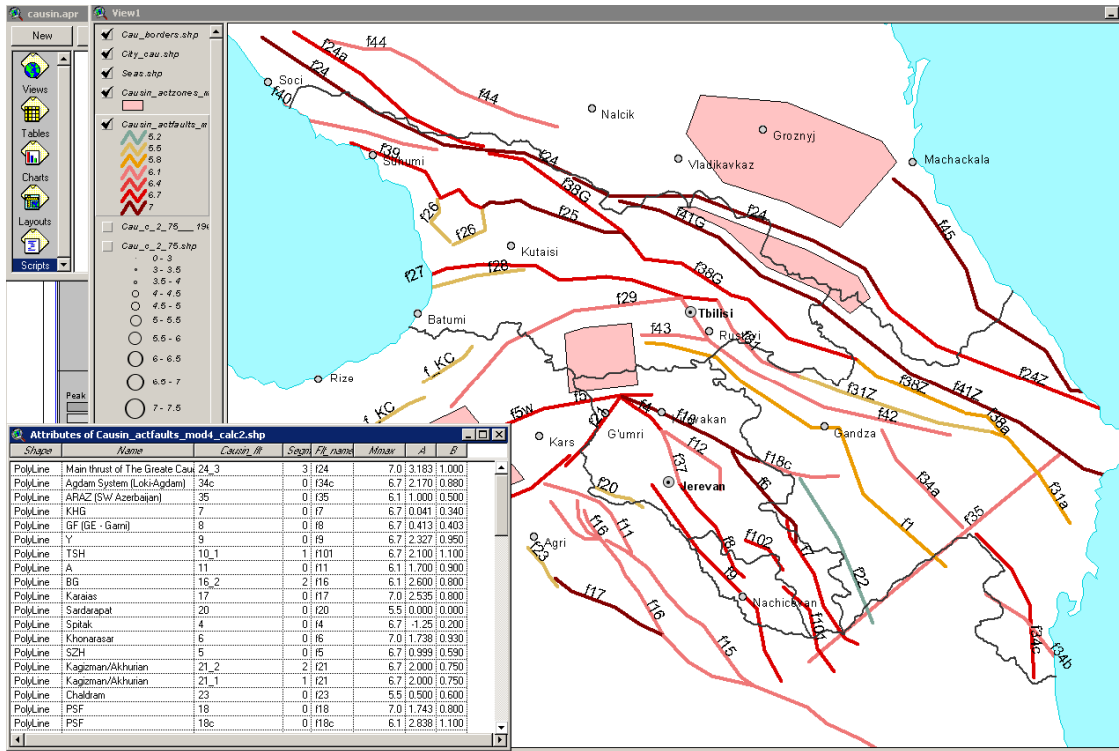 causin.apr
View1
New
Views
Tables
Charts
Layouts
Scripts
Peak
Cau_borders.shp
City_cau.shp
Seas.shp
Causin_actzones_m
Causin_actfaults_m
5.2
5.5
5.8
6.1
6.4
6.7
7
Cau_c_2_75___
Cau_c_2_75.shp
0 - 3
3 - 3.5
3.5 - 4
4 - 4.5
4.5 - 5
5 - 5.5
5.5 - 6
6 - 6.5
6.5 - 7
7 - 7.5
f44
f24a
f24
f44
Soci
f40
Nalcik
Groznyj
Vladikavkaz
Machackala
f39
Suhumi
f24
f38G
f26
f26
f25
f41G
f24
f45
Kutaisi
f27
f28
f38G
f29
Tbilisi
Batumi
f43
Rustavi
Rize
f_KC
f_KC
f31Z
f38Z
f41Z
f24Z
f5
f5w
f4
f18
f42
f38a
Kars
G'umri
f12
Gandza
f37
f18c
Jerevan
f6
f34a
f35
f31a
f20
f16
f11
f1
Agri
f23
f8
f102
f7
f9
f22
f17
Nachicevan
f16
f101
f15
f34c
f34b
Attributes of Causin_actfaults_mod4_calc2.shp
Shape Name Causin_flt Segm Flt_name Mmax A B
PolyLine Main thrust of The Greate Cau 24_3 3 f24 7.0 3.183 1.000
PolyLine Agdam System (Loki-Agdam) 34c 0 f34c 6.7 2.170 0.880
PolyLine ARAZ (SW Azerbaijan) 35 0 f35 6.1 1.000 0.500
PolyLine KHG 7 0 f7 6.7 0.041 0.340
PolyLine GF (GE - Garni) 8 0 f8 6.7 0.413 0.403
PolyLine Y 9 0 f9 6.7 2.327 0.950
PolyLine TSH 10_1 1 f101 6.7 2.100 1.100
PolyLine A 11 0 f11 6.1 1.700 0.900
PolyLine BG 16_2 2 f16 6.1 2.600 0.800
PolyLine Karaias 17 0 f17 7.0 2.535 0.800
PolyLine Sardarapat 20 0 f20 5.5 0.000 0.000
PolyLine Spitak 4 0 f4 6.7 -1.25 0.200
PolyLine Khonarasar 6 0 f6 7.0 1.738 0.930
PolyLine SZH 5 0 f5 6.7 0.999 0.590
PolyLine Kagizman/Akhurian 21_2 2 f21 6.7 2.000 0.750
PolyLine Kagizman/Akhurian 21_1 1 f21 6.7 2.000 0.750
PolyLine Chaldram 23 0 f23 5.5 0.500 0.600
PolyLine PSF 18 0 f18 7.0 1.743 0.800
PolyLine PSF 18c 0 f18c 6.1 2.838 1.100